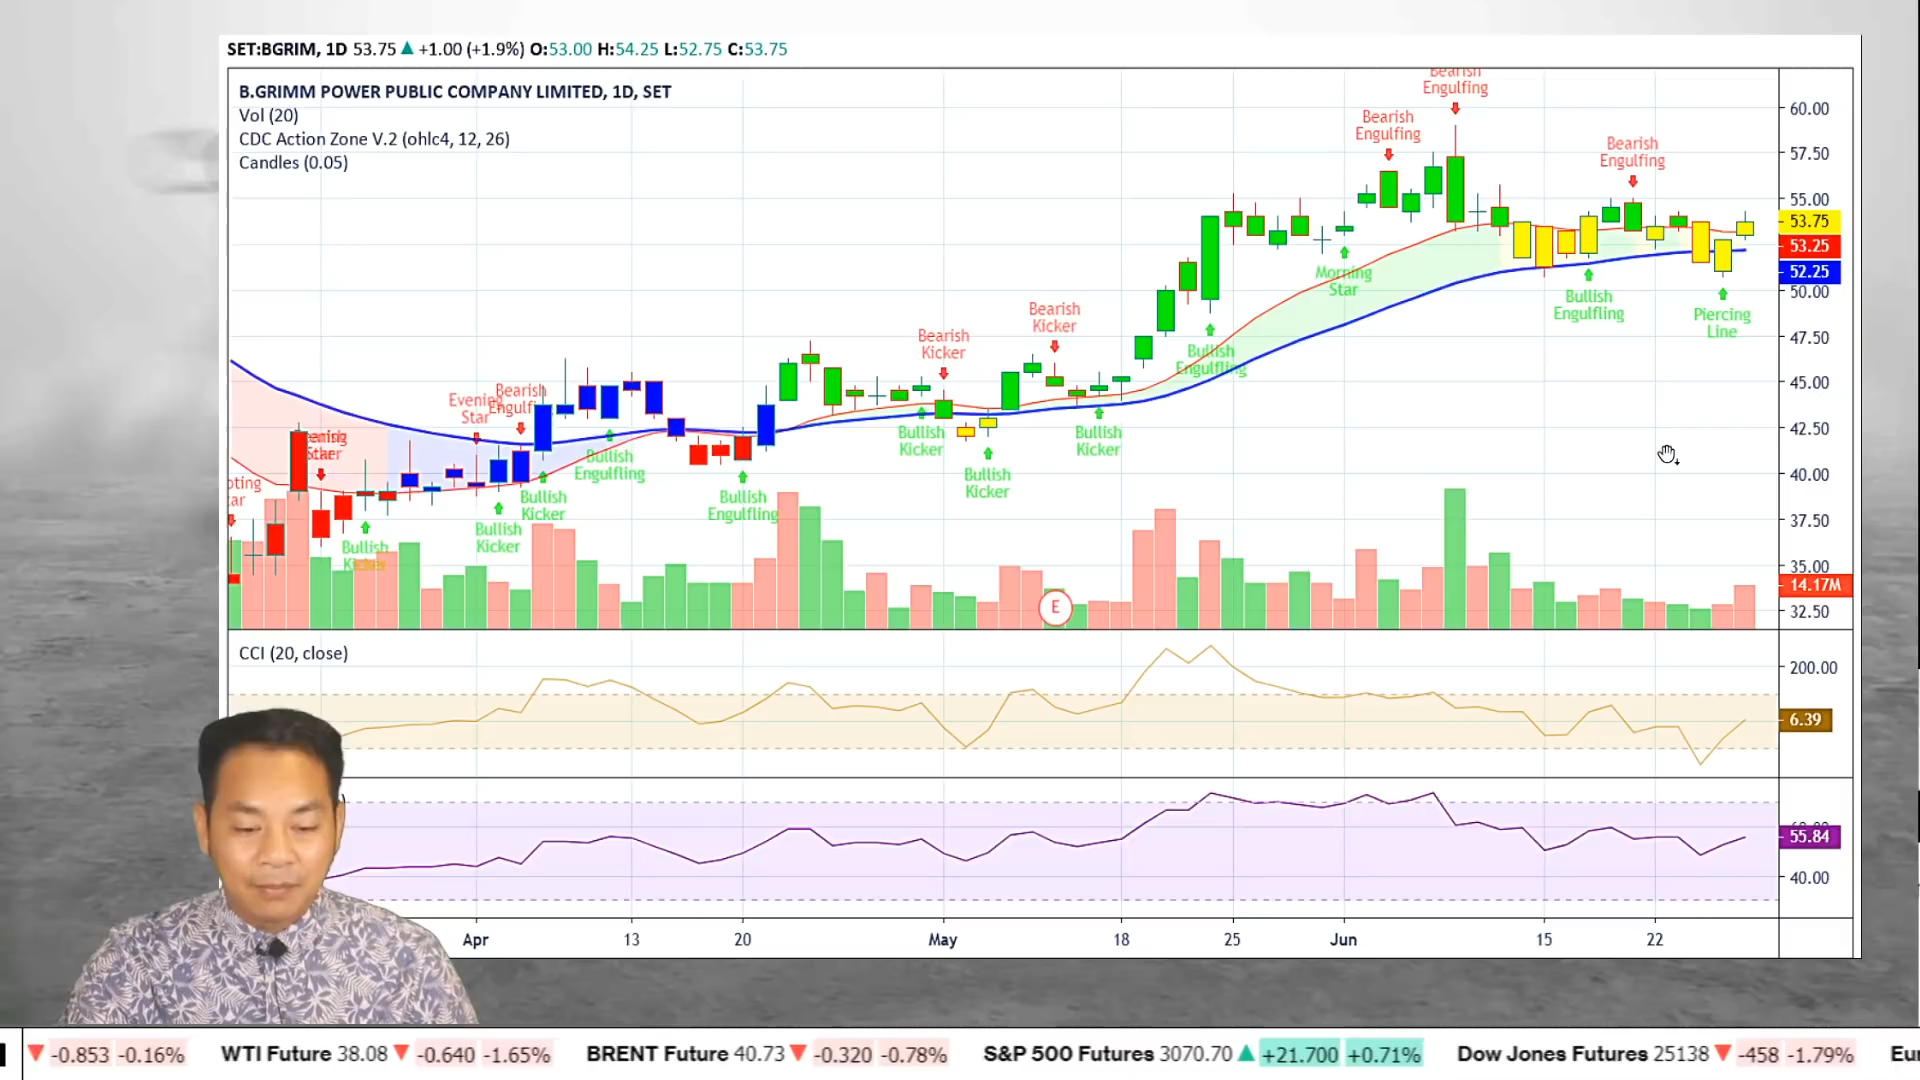 SET:BGRIM, 1D 53.75 ▲ +1.00 (+1.9%) O:53.00 H:54.25 L:52.75 C:53.75
B.GRIMM POWER PUBLIC COMPANY LIMITED, 1D, SET
Vol (20)
CDC Action Zone V.2 (ohlc4, 12, 26)
Candles (0.05)
Bearish
Engulfing
Bearish
Engulfing
Bearish
Engulfing
Morning
Star
Bullish
Engulfling
Piercing
Line
Bearish
Kicker
Bearish
Kicker
Bullish
Engulfling
Evening
Star
Bearish
Bullish
Kicker
Bullish
Kicker
Bullish
Kicker
Bullish
Engulfling
Bullish
Kicker
Bullish
Engulfling
Bullish
Kicker
Bullish
60.00
57.50
55.00
53.75
53.25
52.25
50.00
47.50
45.00
42.50
40.00
37.50
35.00
14.17M
32.50
E
CCI (20, close)
200.00
6.39
55.84
40.00
Apr 13 20 May 18 25 Jun 15 22
▼ -0.853 -0.16% WTI Future 38.08 ▼ -0.640 -1.65% BRENT Future 40.73 ▼ -0.320 -0.78% S&P 500 Futures 3070.70 ▲ +21.700 +0.71% Dow Jones Futures 25138 ▼ -458 -1.79%